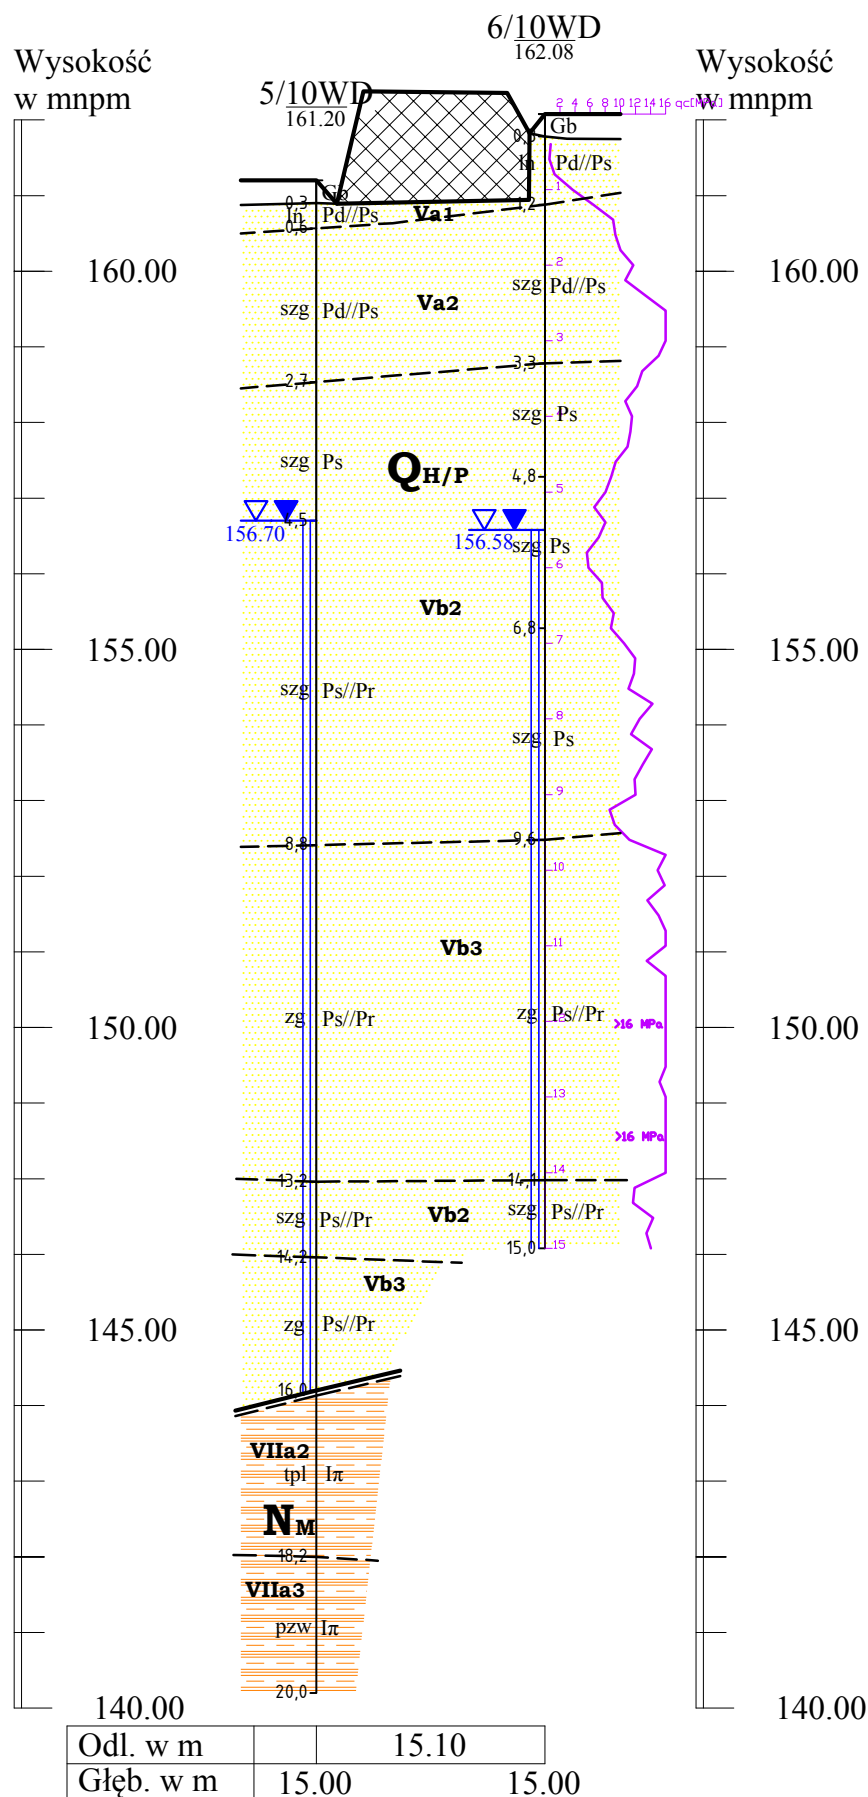 6/10WD
162.08
Wysokość
w mnpm
5/10WD
161.20
Wysokość
w mnpm
2 4 6 8 10 12 14 16 qc[MPa]
Gb
In Pd//Ps
1
Gb
0,3
1,2
In Pd//Ps
Va1
0,6
160.00
2
160.00
szg Pd//Ps
szg Pd//Ps
Va2
3
3,3
2,7
szg Ps
szg Ps
QH/P
4,8
5
4,5
156.70
156.58
szg Ps
6
Vb2
6,8
7
155.00
155.00
szg Ps//Pr
8
szg Ps
9
8,8
9,6
10
Vb3
11
zg Ps//Pr
zg Ps//Pr
150.00
>16 MPa
150.00
13
>16 MPa
14
13,2
14,1
szg Ps//Pr
Vb2
szg Ps//Pr
15,0
15
14,2
Vb3
zg Ps//Pr
145.00
145.00
16,0
VIIa2
tpl Iπ
NM
18,2
VIIa3
pzw Iπ
20,0
140.00
140.00
Odl. w m 15.10
Głęb. w m 15.00 15.00